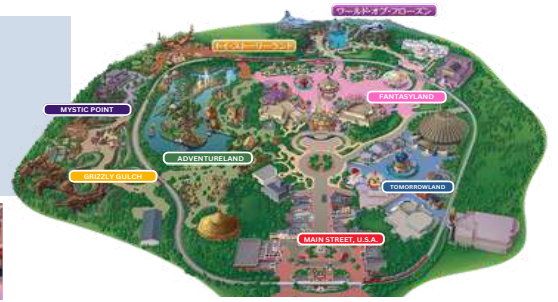 ワールド・オブ・フローズン
トイ・ストーリーランド
FANTASYLAND
MYSTIC POINT
ADVENTURELAND
GRIZZLY GULCH
TOMORROWLAND
MAIN STREET, U.S.A.